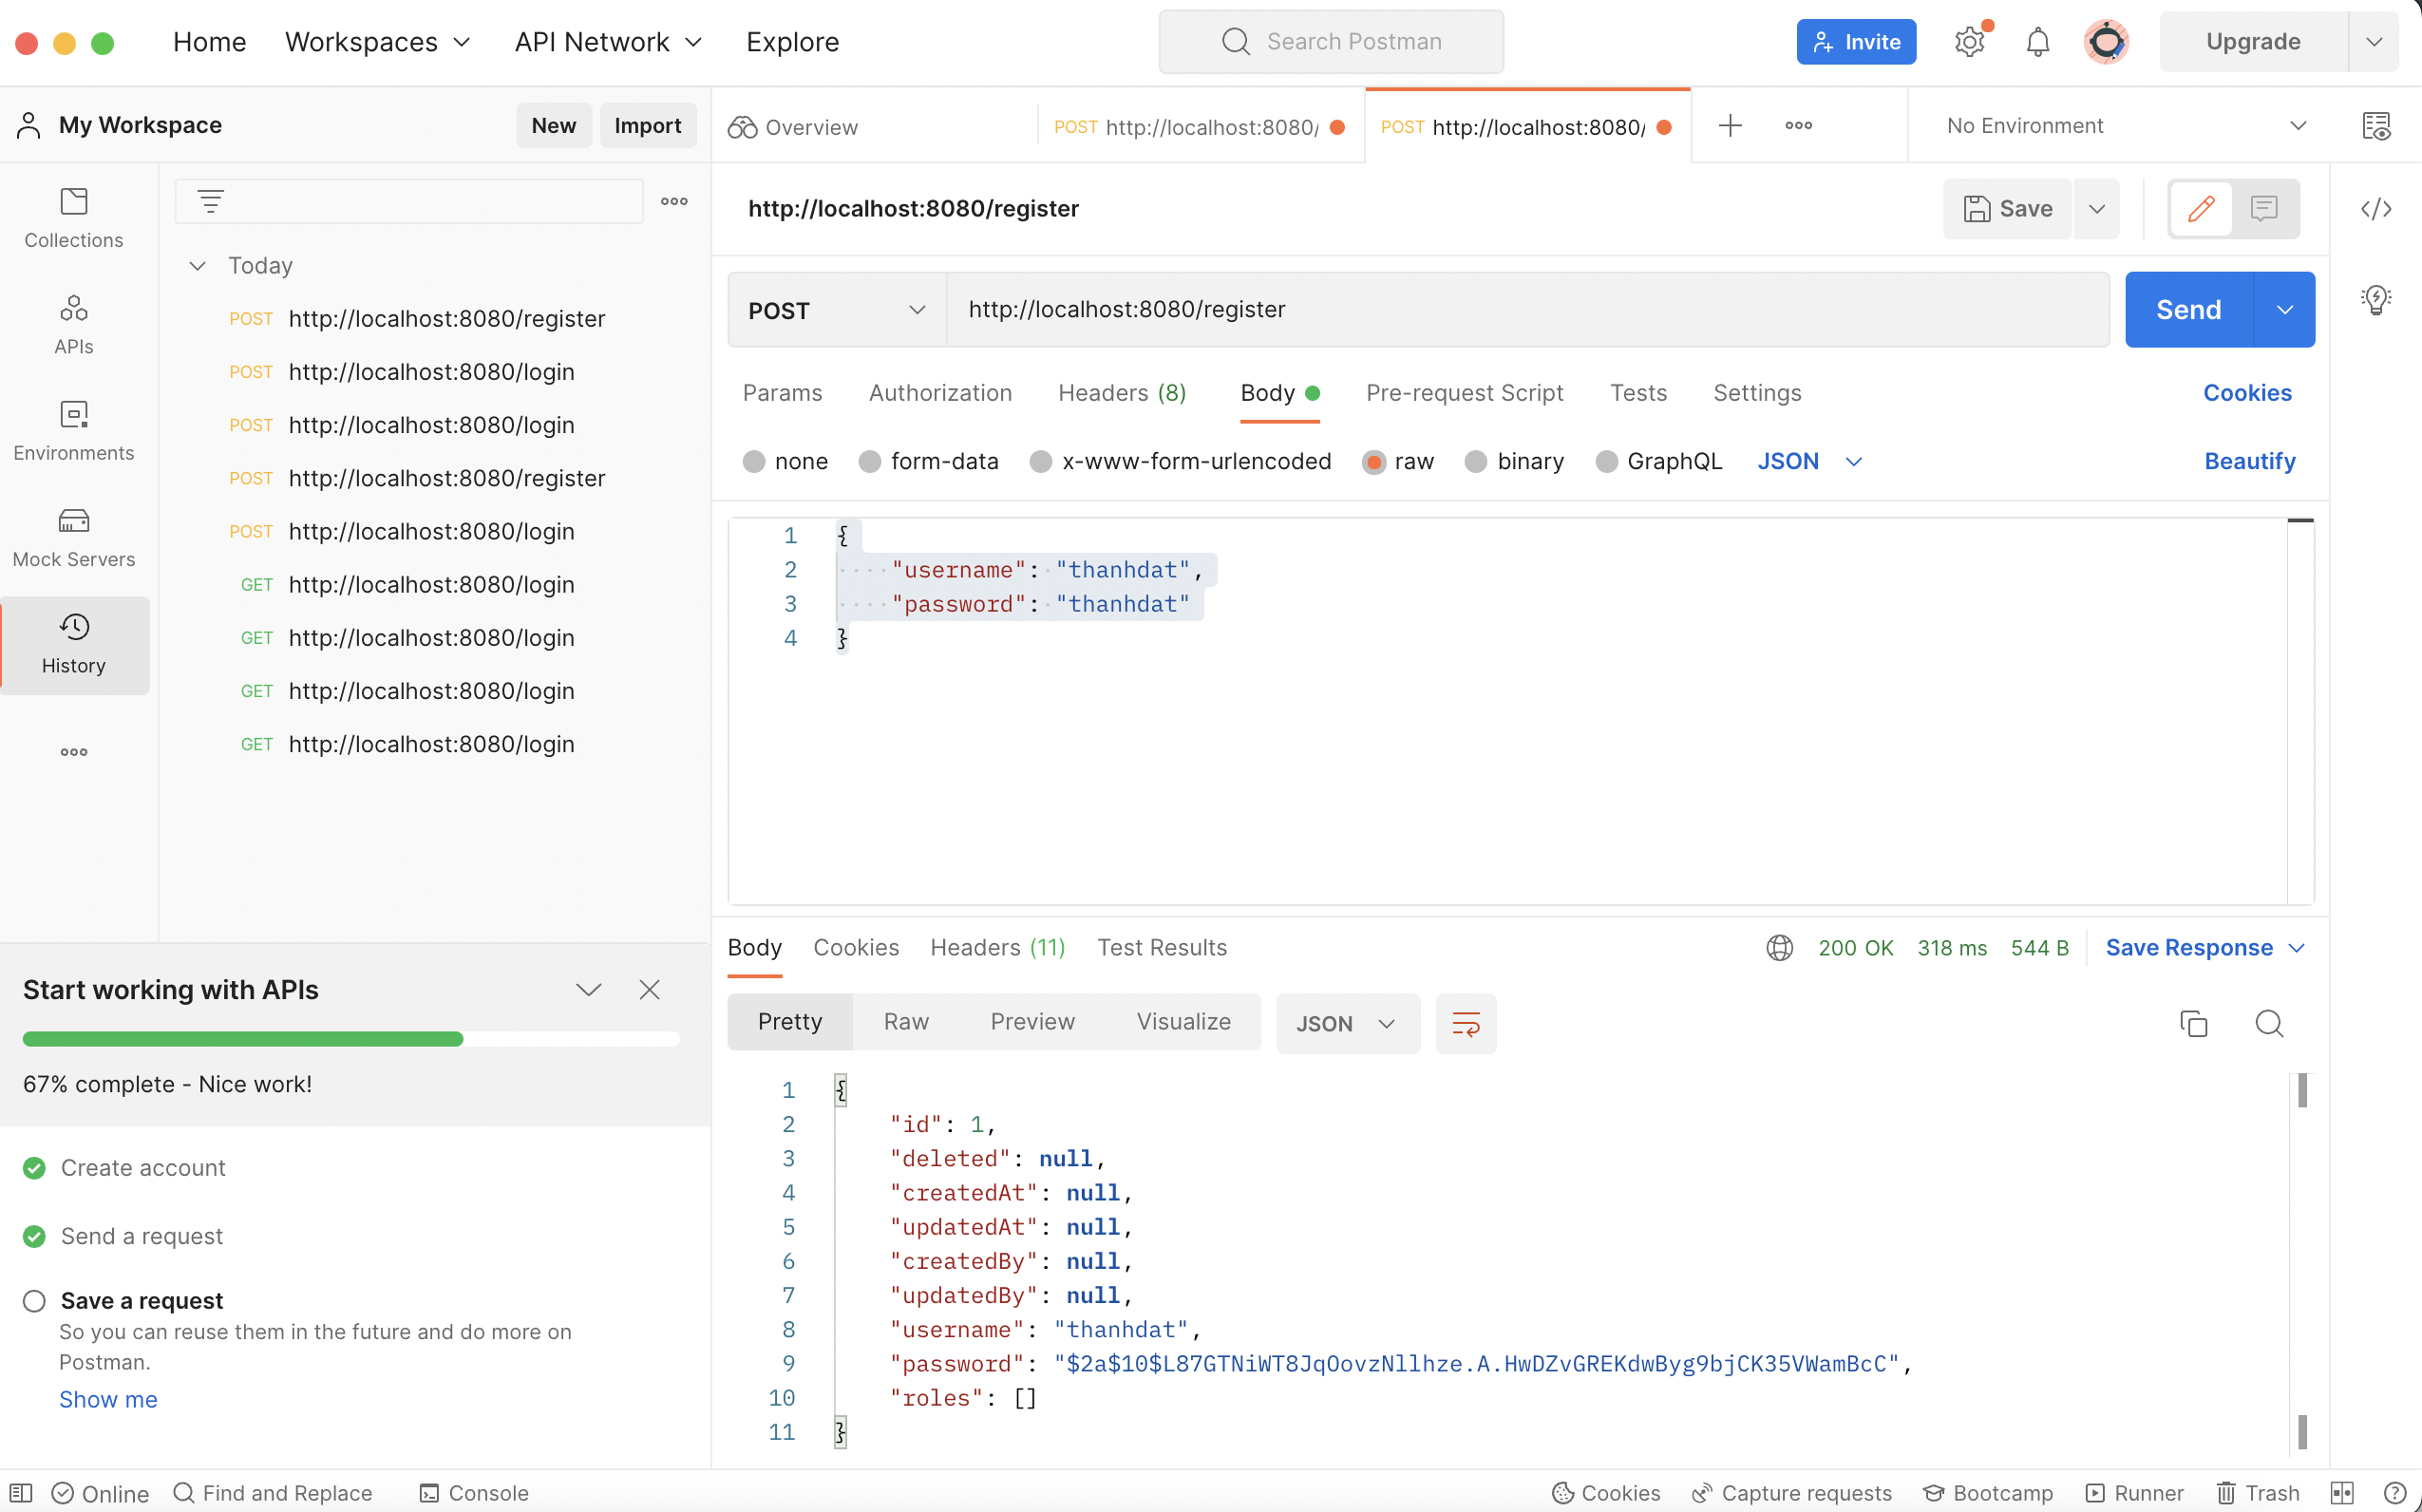 Home Workspaces API Network Explore Search Postman Invite Upgrade
My Workspace New Import
Overview POST http://localhost:8080/ POST http://localhost:8080/ No Environment
Collections
APIs
Environments
Mock Servers
History
Today
POST http://localhost:8080/register
POST http://localhost:8080/login
POST http://localhost:8080/login
POST http://localhost:8080/register
POST http://localhost:8080/login
GET http://localhost:8080/login
GET http://localhost:8080/login
GET http://localhost:8080/login
GET http://localhost:8080/login
Start working with APIs
67% complete - Nice work!
Create account
Send a request
Save a request
So you can reuse them in the future and do more on
Postman.
Show me
http://localhost:8080/register Save
POST http://localhost:8080/register Send
Params Authorization Headers (8) Body Pre-request Script Tests Settings Cookies
none form-data x-www-form-urlencoded raw binary GraphQL JSON Beautify
1 {
2 "username": "thanhdat",
3 "password": "thanhdat"
4 }
Body Cookies Headers (11) Test Results 200 OK 318 ms 544 B Save Response
Pretty Raw Preview Visualize JSON
1 {
2 "id": 1,
3 "deleted": null,
4 "createdAt": null,
5 "updatedAt": null,
6 "createdBy": null,
7 "updatedBy": null,
8 "username": "thanhdat",
9 "password": "$2a$10$L87GTNiWT8JqOovzNllhze.A.HwDZvGREKdwByg9bjCK35VWamBcC",
10 "roles": []
11 }
Online Find and Replace Console Cookies Capture requests Bootcamp Runner Trash